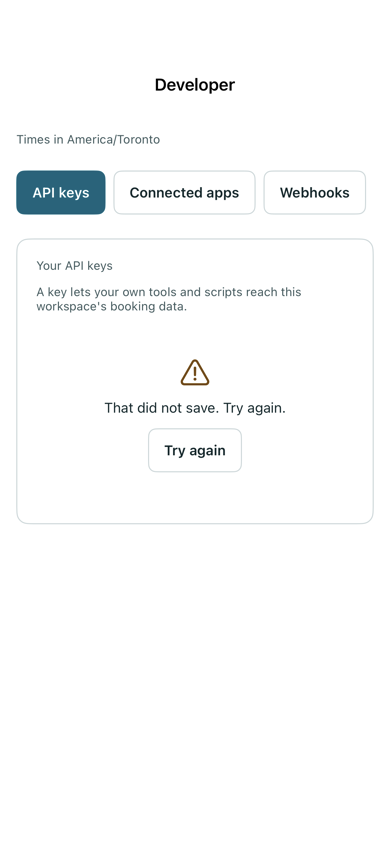 Developer
Times in America/Toronto
API keys
Connected apps
Webhooks
Your API keys
A key lets your own tools and scripts reach this
workspace's booking data.
That did not save. Try again.
Try again